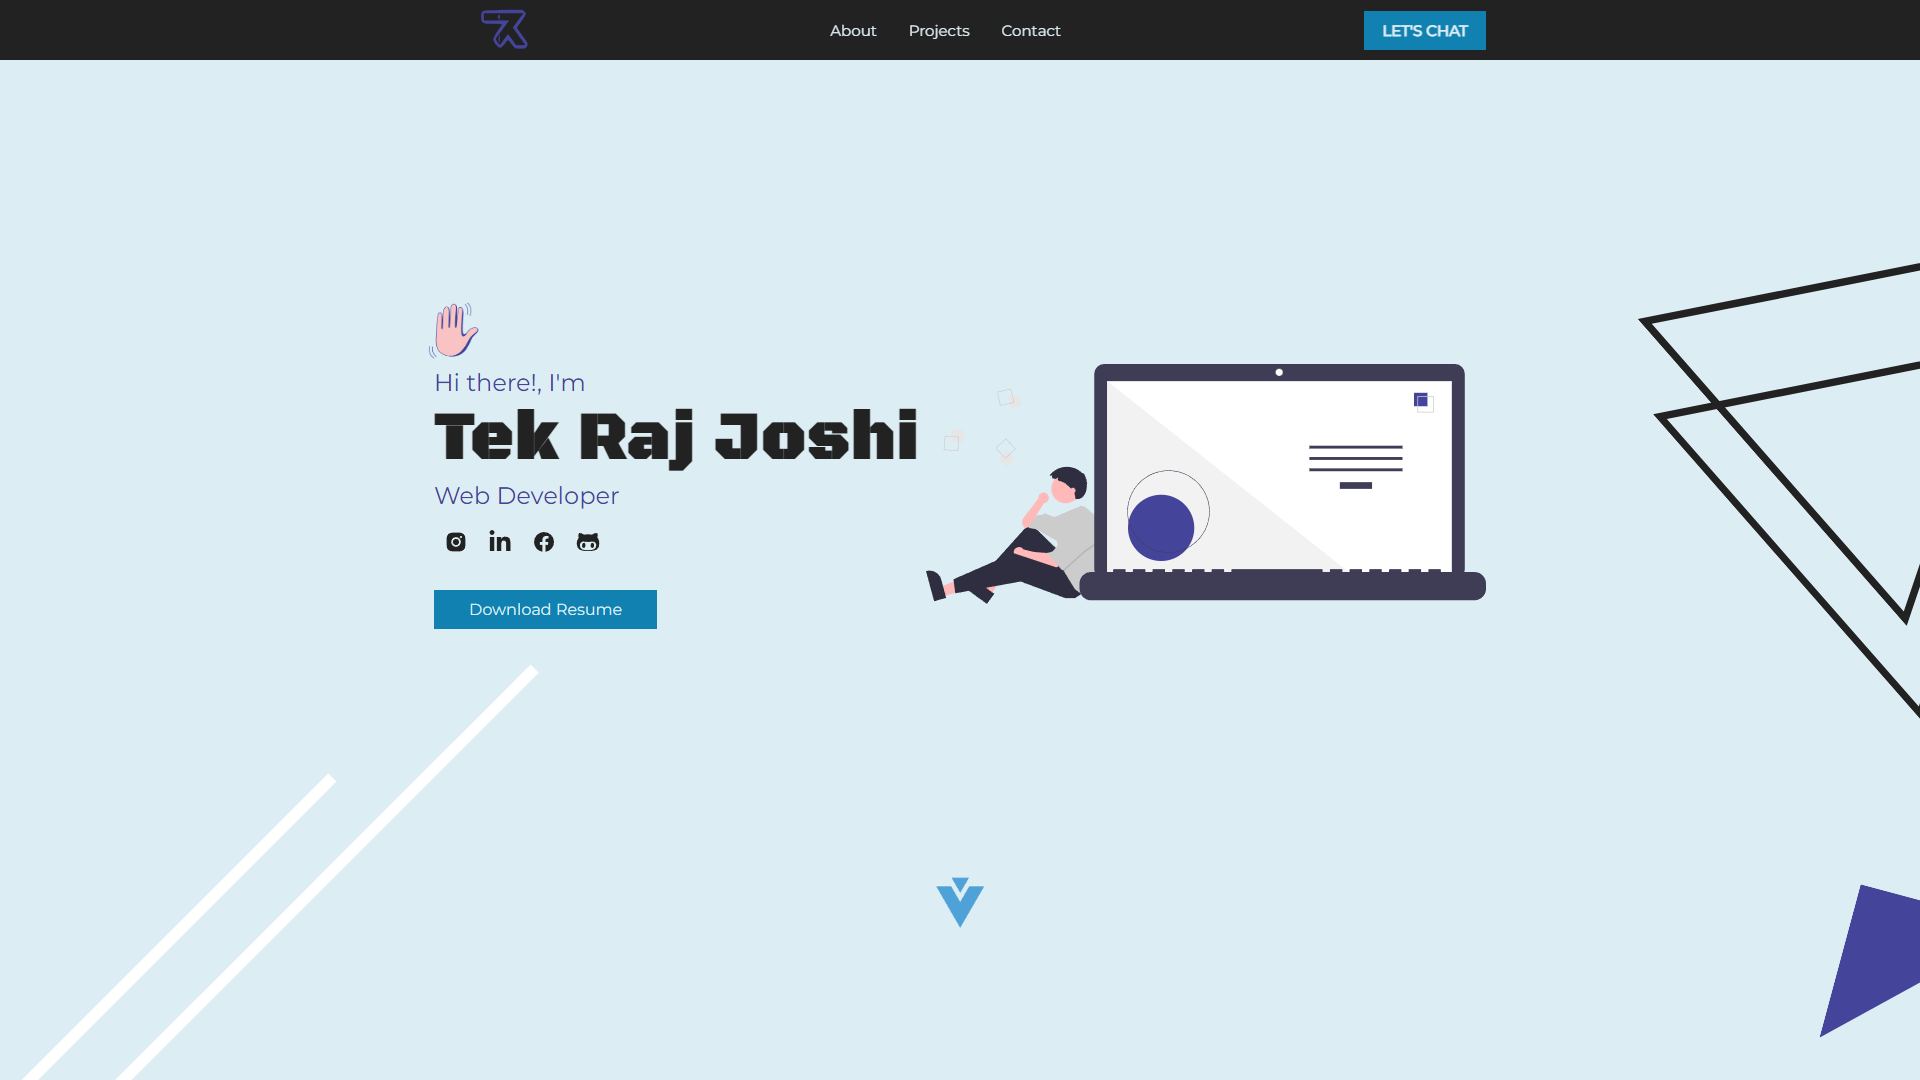 About Projects Contact LET'S CHAT
Hi there!, I'm
Tek Raj Joshi
Web Developer
Download Resume